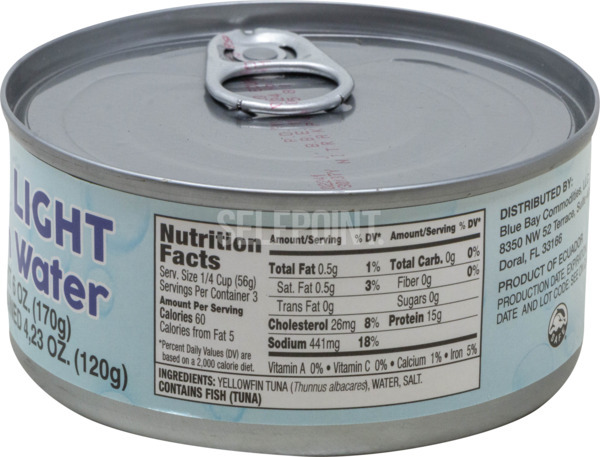 LIGHT
Water
OZ. (170g)
4,23 OZ. (120g)
SELFPOINT.
Nutrition
Facts
Serv. Size 1/4 Cup (56g)
Servings Per Container 3
Amount Per Serving
Calories 60
Calories from Fat 5
*Percent Daily Values (DV) are
based on a 2,000 calorie diet.
Amount/Serving % DV* Amount/Serving % DV*
Total Fat 0.5g 1% Total Carb. 0g 0%
Sat. Fat 0.5g 3% Fiber 0g 0%
Trans Fat 0g Sugars 0g
Cholesterol 26mg 8% Protein 15g
Sodium 441mg 18%
Vitamin A 0% • Vitamin C 0% • Calcium 1% • Iron 5%
INGREDIENTS: YELLOWFIN TUNA (Thunnus albacares), WATER, SALT.
CONTAINS FISH (TUNA)
DISTRIBUTED BY:
Blue Bay Commodities,
8350 NW 52 Terrace,
Doral, FL 33166
PRODUCT OF ECUADOR
PRODUCTION DATE,
DATE AND LOT CODE SEE